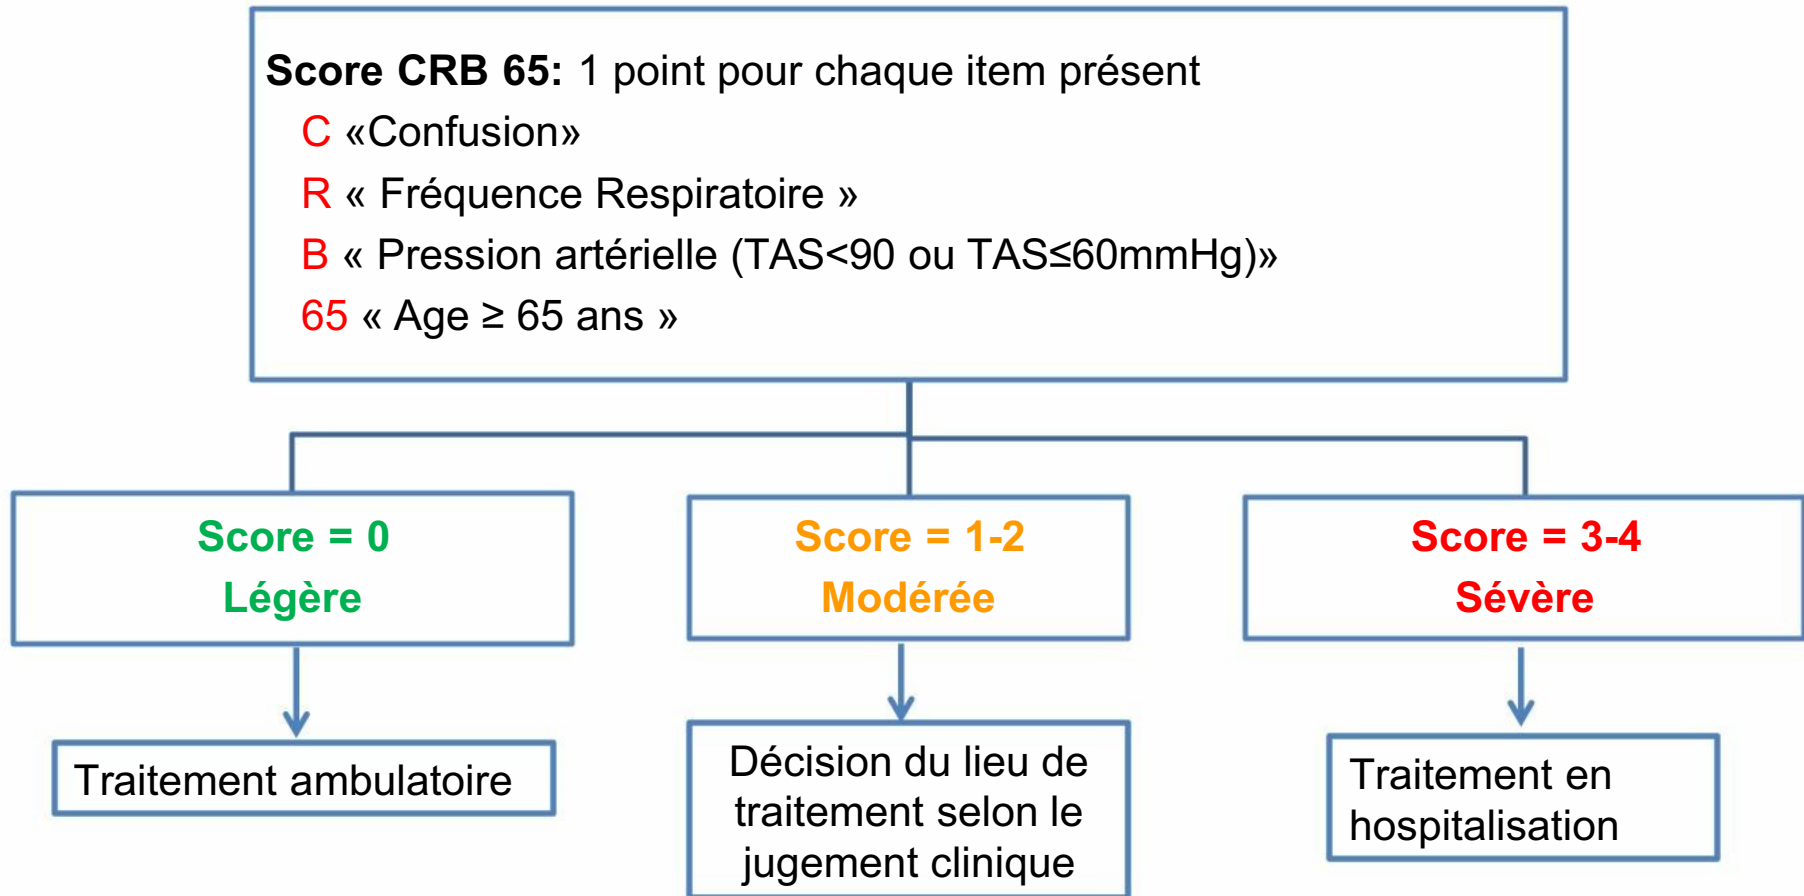 Score CRB 65: 1 point pour chaque item présent
C «Confusion»
R « Fréquence Respiratoire »
B « Pression artérielle (TAS<90 ou TAS≤60mmHg)»
65 « Age ≥ 65 ans »
Score = 0
Légère
Score = 1-2
Modérée
Score = 3-4
Sévère
Traitement ambulatoire
Décision du lieu de
traitement selon le
jugement clinique
Traitement en
hospitalisation